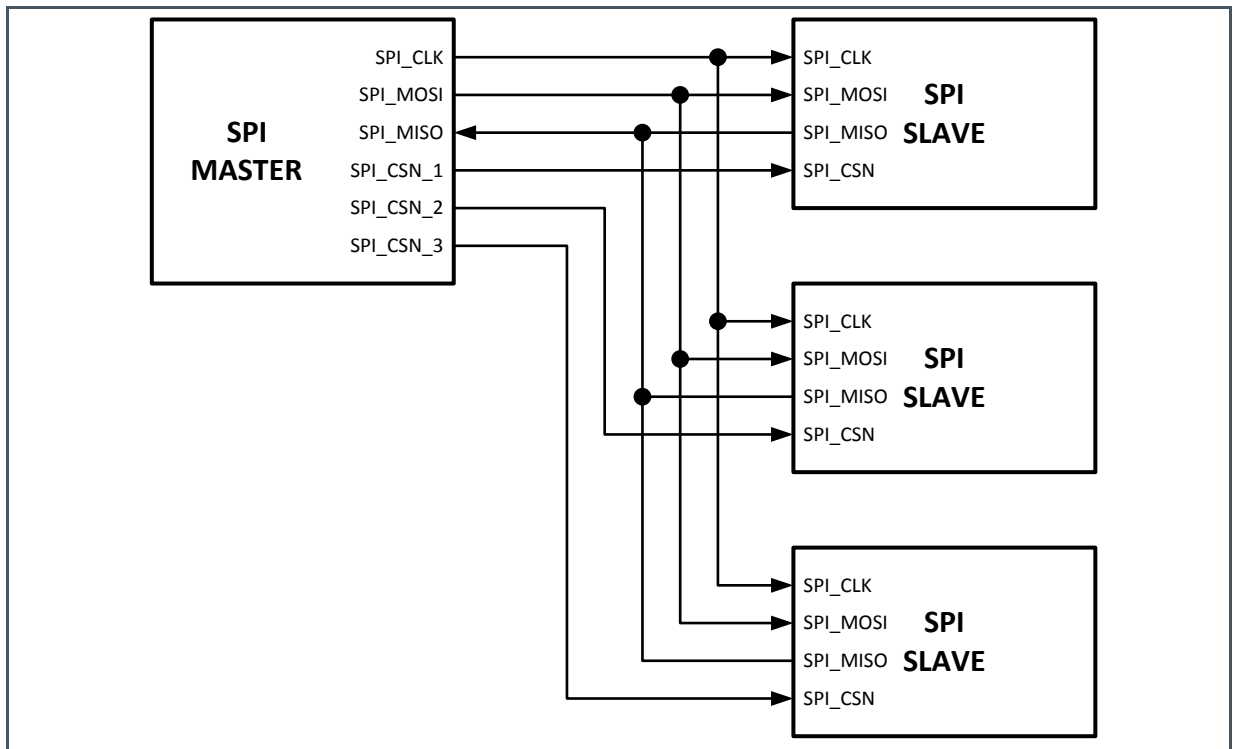 SPI_CLK
SPI_MOSI
SPI_MISO
SPI_CSN_1
SPI_CSN_2
SPI_CSN_3
SPI
MASTER
SPI_CLK
SPI_MOSI
SPI_MISO
SPI_CSN
SPI
SLAVE
SPI_CLK
SPI_MOSI
SPI_MISO
SPI_CSN
SPI
SLAVE
SPI_CLK
SPI_MOSI
SPI_MISO
SPI_CSN
SPI
SLAVE